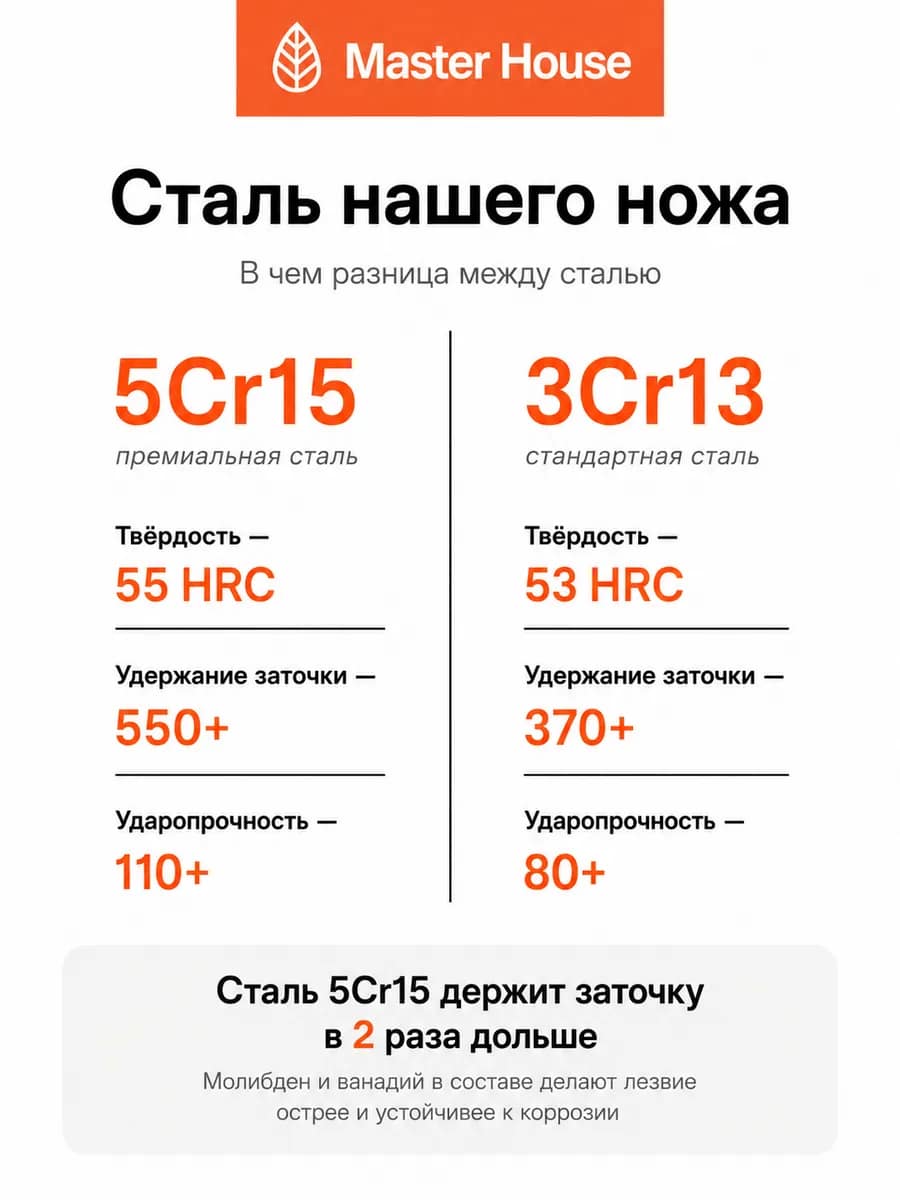 Master House
Сталь нашего ножа
В чем разница между сталью
5Cr15
премиальная сталь
Твёрдость —
55 HRC
Удержание заточки —
550+
Ударопрочность —
110+
3Cr13
стандартная сталь
Твёрдость —
53 HRC
Удержание заточки —
370+
Ударопрочность —
80+
Сталь 5Cr15 держит заточку
в 2 раза дольше
Молибден и ванадий в составе делают лезвие
острее и устойчивее к коррозии